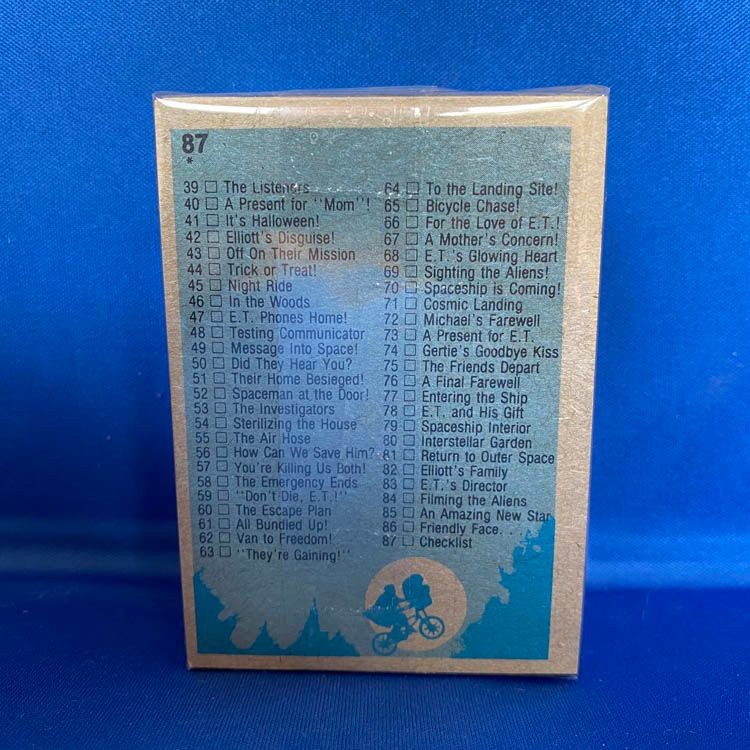 87
*
39 □ The Listeners
40 □ A Present for "Mom"!
41 □ It's Halloween!
42 □ Elliott's Disguise!
43 □ Off On Their Mission
44 □ Trick or Treat!
45 □ Night Ride
46 □ In the Woods
47 □ E.T. Phones Home!
48 □ Testing Communicator
49 □ Message Into Space!
50 □ Did They Hear You?
51 □ Their Home Besieged!
52 □ Spaceman at the Door!
53 □ The Investigators
54 □ Sterilizing the House
55 □ The Air Hose
56 □ How Can We Save Him?
57 □ You're Killing Us Both!
58 □ The Emergency Ends
59 □ "Don't Die, E.T.!"
60 □ The Escape Plan
61 □ All Bundled Up!
62 □ Van to Freedom!
63 □ "They're Gaining!"
64 □ To the Landing Site!
65 □ Bicycle Chase!
66 □ For the Love of E.T.!
67 □ A Mother's Concern!
68 □ E.T.'s Glowing Heart
69 □ Sighting the Aliens!
70 □ Spaceship is Coming!
71 □ Cosmic Landing
72 □ Michael's Farewell
73 □ A Present for E.T.
74 □ Gertie's Goodbye Kiss
75 □ The Friends Depart
76 □ A Final Farewell
77 □ Entering the Ship
78 □ E.T. and His Gift
79 □ Spaceship Interior
80 □ Interstellar Garden
81 □ Return to Outer Space
82 □ Elliott's Family
83 □ E.T.'s Director
84 □ Filming the Aliens
85 □ An Amazing New Star
86 □ Friendly Face. . .
87 □ Checklist